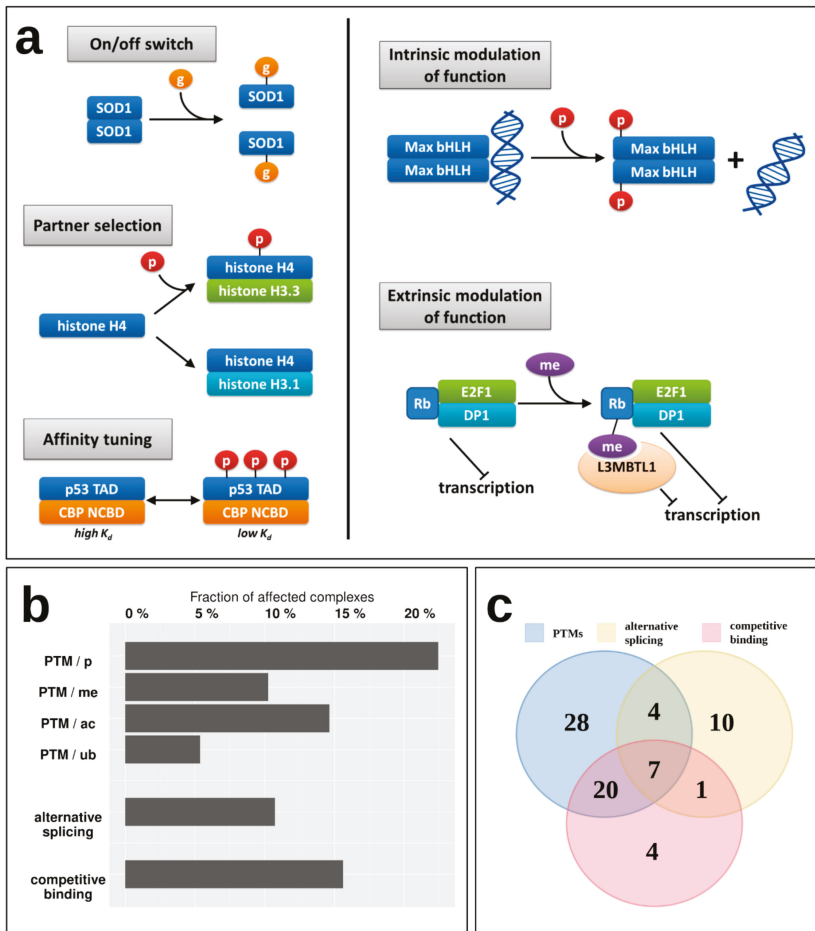 a
On/off switch
g
g
SOD1
SOD1
SOD1
SOD1
g
Partner selection
p
p
histone H4
histone H3.3
histone H4
histone H4
histone H3.1
Affinity tuning
p p p
p53 TAD
CBP NCBD
high Kd
p53 TAD
CBP NCBD
low Kd
Intrinsic modulation
of function
Max bHLH
Max bHLH
p
p
Max bHLH
Max bHLH
p
+
Extrinsic modulation
of function
me
Rb
E2F1
DP1
transcription
Rb
E2F1
DP1
me
L3MBTL1
transcription
b
Fraction of affected complexes
0 % 5 % 10 % 15 % 20 %
PTM / p
PTM / me
PTM / ac
PTM / ub
alternative
splicing
competitive
binding
c
PTMs
alternative
splicing
competitive
binding
28
4
10
7
20
1
4